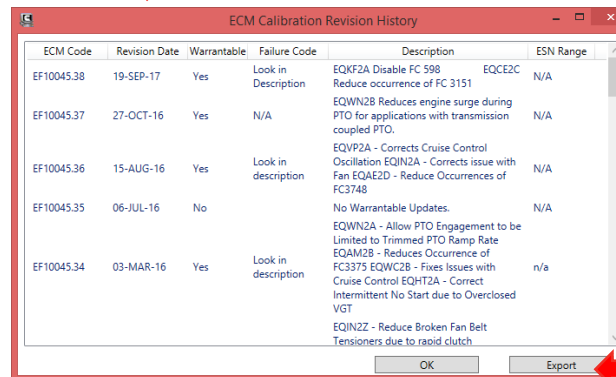 ECM Calibration Revision History
ECM Code Revision Date Warrantable Failure Code Description ESN Range
EF10045.38 19-SEP-17 Yes Look in Description EQKF2A Disable FC 598 EQCE2C Reduce occurrence of FC 3151 N/A
EF10045.37 27-OCT-16 Yes N/A EQWN2B Reduces engine surge during PTO for applications with transmission coupled PTO. N/A
EF10045.36 15-AUG-16 Yes Look in description EQVP2A - Corrects Cruise Control Oscillation EQIN2A - Corrects issue with Fan EQAE2D - Reduce Occurrences of FC3748 N/A
EF10045.35 06-JUL-16 No No Warrantable Updates. N/A
EF10045.34 03-MAR-16 Yes Look in description EQWN2A - Allow PTO Engagement to be Limited to Trimmed PTO Ramp Rate EQAM2B - Reduces Occurrence of FC3375 EQWC2B - Fixes Issues with Cruise Control EQHT2A - Correct Intermittent No Start due to Overclosed VGT n/a
EQIN2Z - Reduce Broken Fan Belt Tensioners due to rapid clutch
OK Export